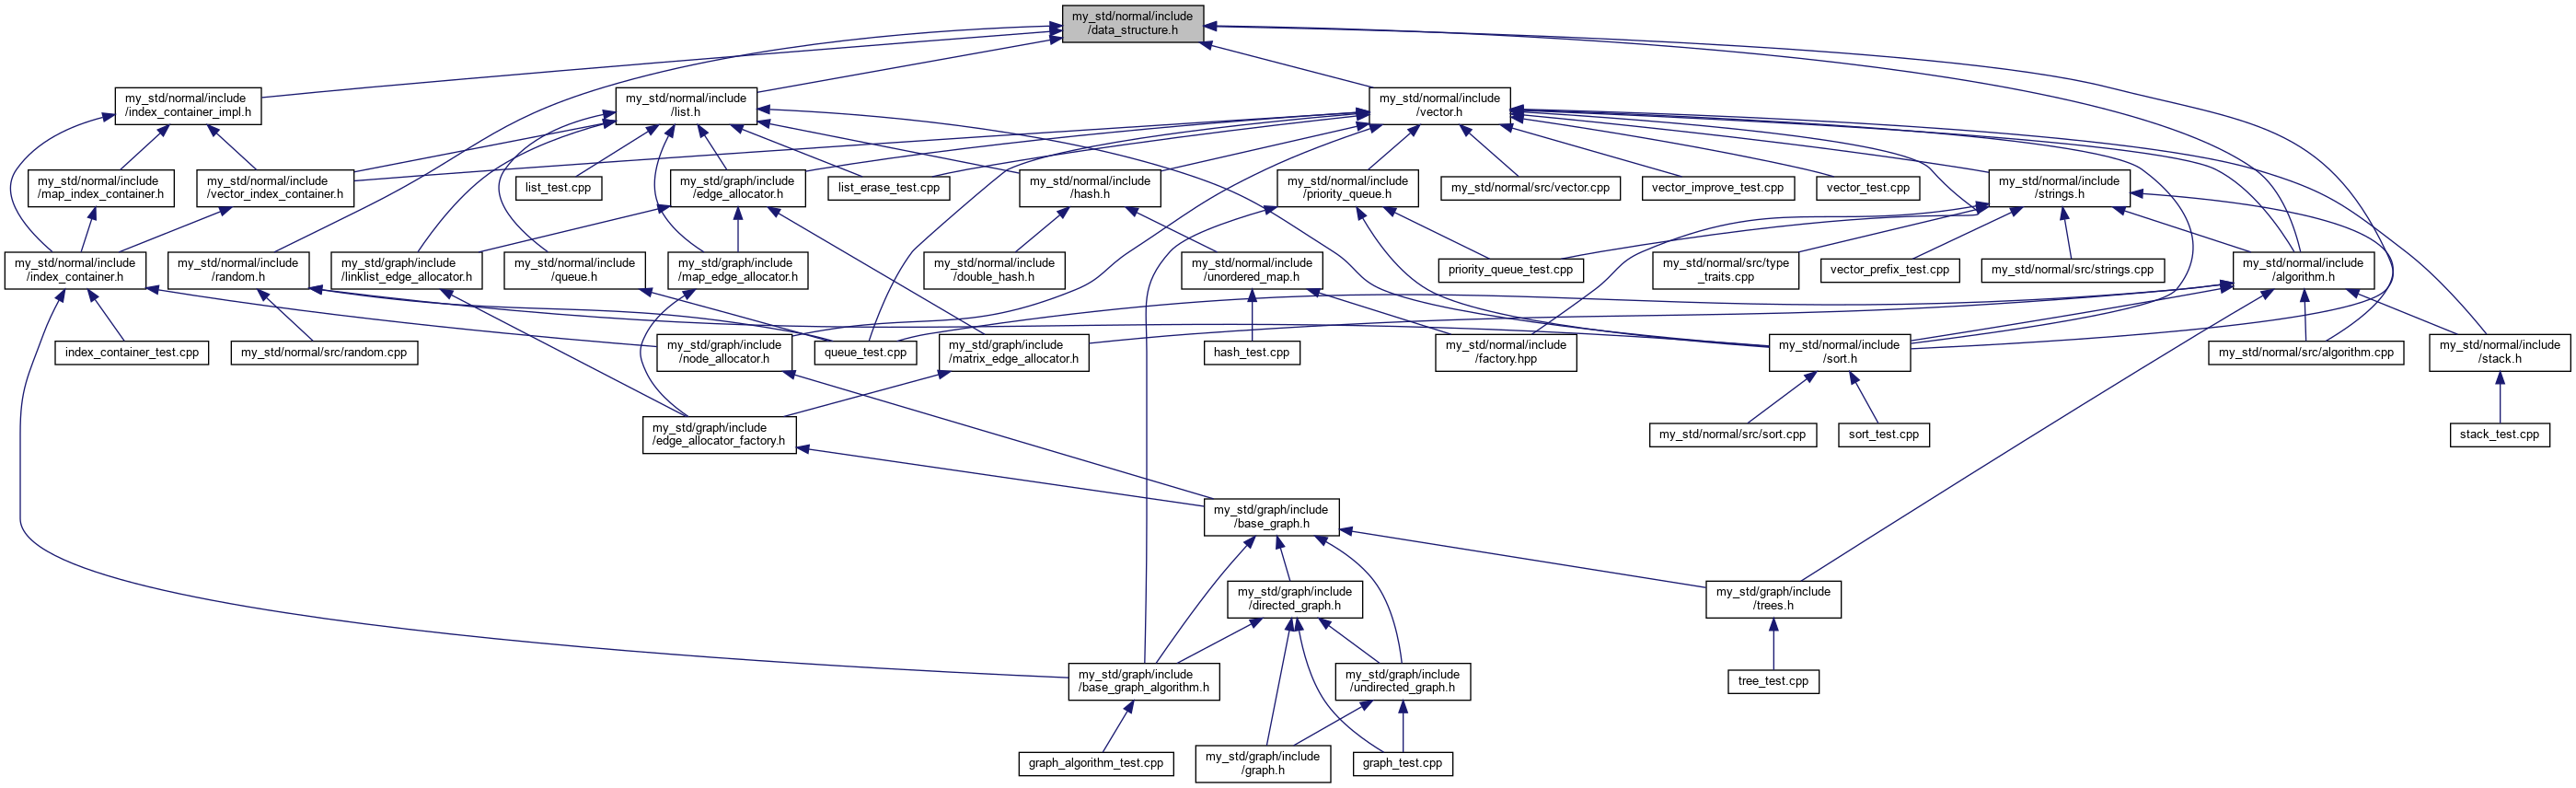 my_std/normal/include
/data_structure.h
my_std/normal/include
/index_container_impl.h
my_std/normal/include
/list.h
my_std/normal/include
/vector.h
my_std/normal/include
/map_index_container.h
my_std/normal/include
/vector_index_container.h
list_test.cpp
my_std/graph/include
/edge_allocator.h
list_erase_test.cpp
my_std/normal/include
/hash.h
my_std/normal/include
/priority_queue.h
my_std/normal/src/vector.cpp
vector_improve_test.cpp
vector_test.cpp
my_std/normal/include
/strings.h
my_std/normal/include
/index_container.h
my_std/normal/include
/random.h
my_std/graph/include
/linklist_edge_allocator.h
my_std/normal/include
/queue.h
my_std/graph/include
/map_edge_allocator.h
my_std/normal/include
/double_hash.h
my_std/normal/include
/unordered_map.h
priority_queue_test.cpp
my_std/normal/src/type
_traits.cpp
vector_prefix_test.cpp
my_std/normal/src/strings.cpp
my_std/normal/include
/algorithm.h
index_container_test.cpp
my_std/normal/src/random.cpp
my_std/graph/include
/node_allocator.h
queue_test.cpp
my_std/graph/include
/matrix_edge_allocator.h
hash_test.cpp
my_std/normal/include
/factory.hpp
my_std/normal/include
/sort.h
my_std/normal/src/algorithm.cpp
my_std/normal/include
/stack.h
my_std/graph/include
/edge_allocator_factory.h
my_std/normal/src/sort.cpp
sort_test.cpp
stack_test.cpp
my_std/graph/include
/base_graph.h
my_std/graph/include
/directed_graph.h
my_std/graph/include
/trees.h
my_std/graph/include
/base_graph_algorithm.h
my_std/graph/include
/undirected_graph.h
tree_test.cpp
graph_algorithm_test.cpp
my_std/graph/include
/graph.h
graph_test.cpp